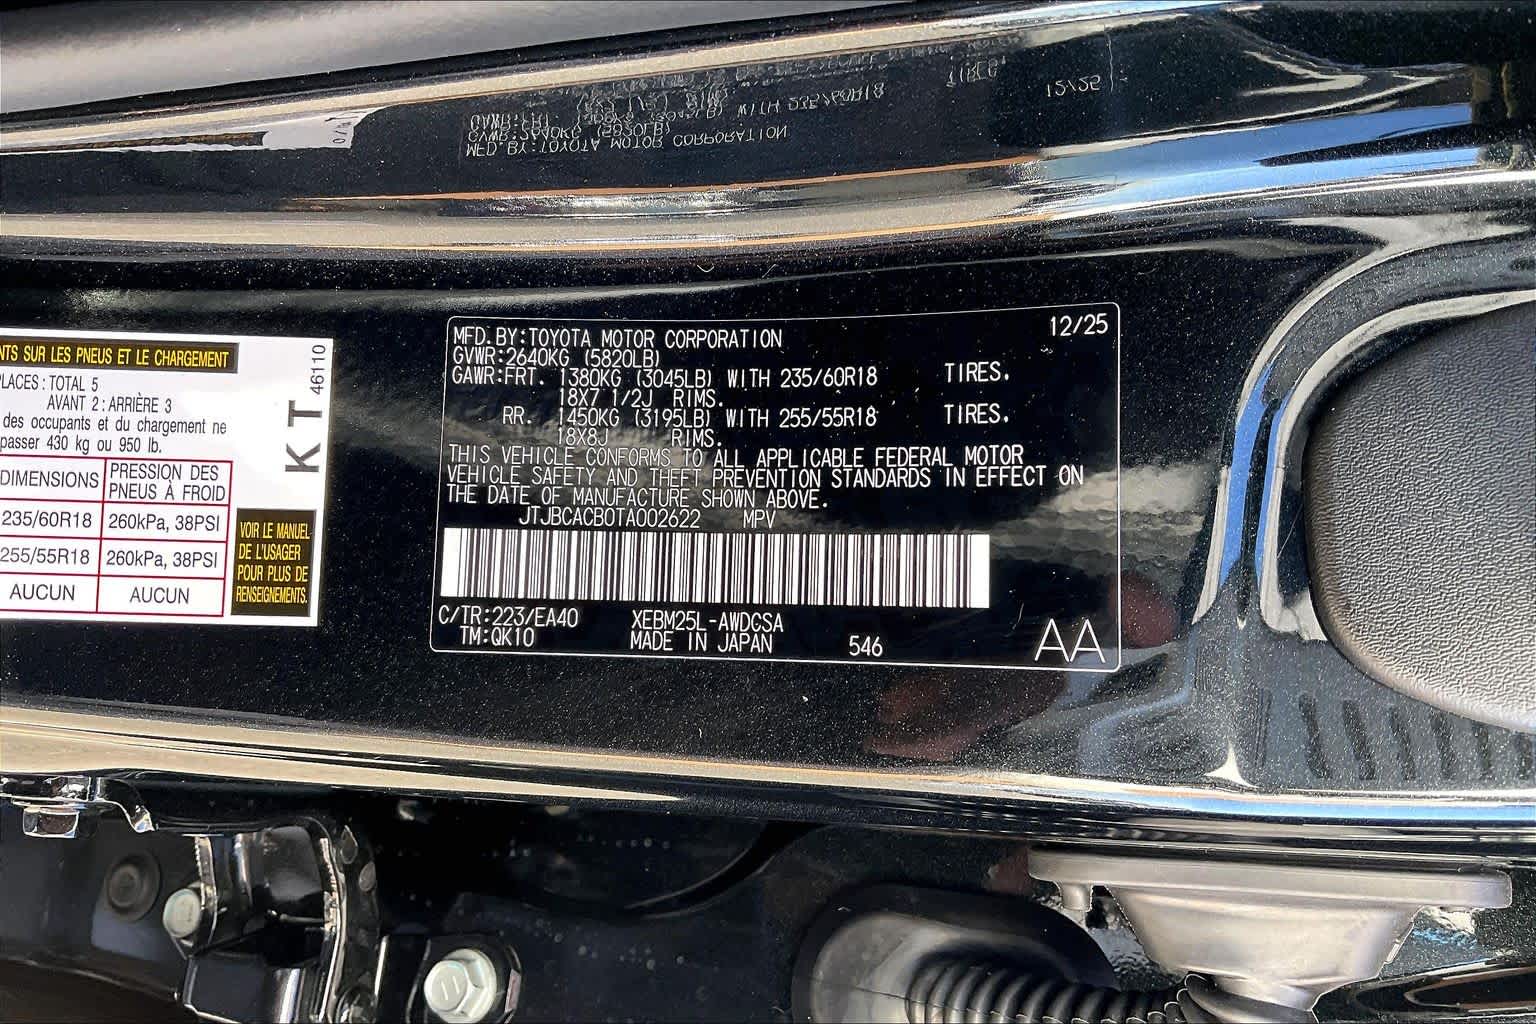 NTS SUR LES PNEUS ET LE CHARGEMENT
PLACES : TOTAL 5
AVANT 2 : ARRIÈRE 3
des occupants et du chargement ne
passer 430 kg ou 950 lb.
DIMENSIONS PRESSION DES PNEUS À FROID
235/60R18 260kPa, 38PSI
255/55R18 260kPa, 38PSI
AUCUN AUCUN
VOIR LE MANUEL
DE L'USAGER
POUR PLUS DE
RENSEIGNEMENTS.
KT 46110
MFD.BY:TOYOTA MOTOR CORPORATION 12/25
GVWR:2640KG (5820LB)
GAWR:FRT. 1380KG (3045LB) WITH 235/60R18 TIRES.
18X7 1/2J RIMS.
RR. 1450KG (3195LB) WITH 255/55R18 TIRES.
18X8J RIMS.
THIS VEHICLE CONFORMS TO ALL APPLICABLE FEDERAL MOTOR
VEHICLE SAFETY AND THEFT PREVENTION STANDARDS IN EFFECT ON
THE DATE OF MANUFACTURE SHOWN ABOVE.
JTJBCACB0TA002622 MPV
C/TR:223/EA40 XEBM25L-AWDGSA
TM:QK10 MADE IN JAPAN 546 AA